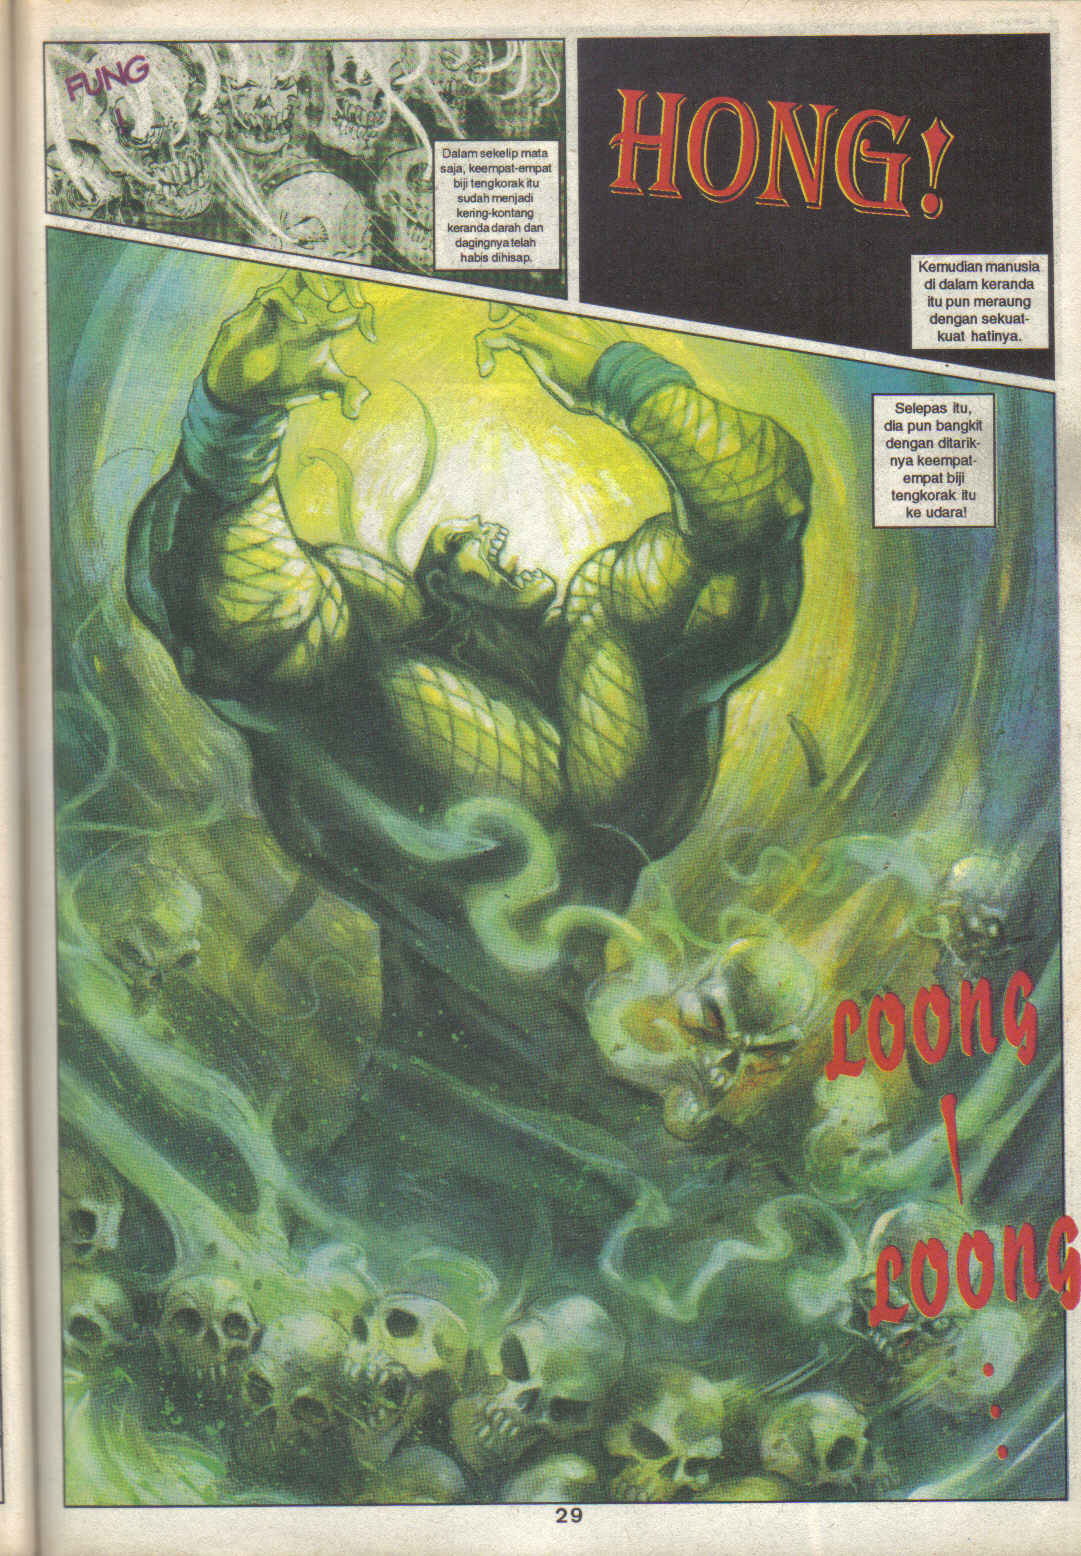 FUNG
!
Dalam sekelip mata
saja, keempat-empat
biji tengkorak itu
sudah menjadi
kering-kontang
keranda darah dan
dagingnya telah
habis dihisap.
HONG!
Kemudian manusia
di dalam keranda
itu pun meraung
dengan sekuat-
kuat hatinya.
Selepas itu,
dia pun bangkit
dengan ditarik-
nya keempat-
empat biji
tengkorak itu
ke udara!
LOONG
!
LOONG
...
29